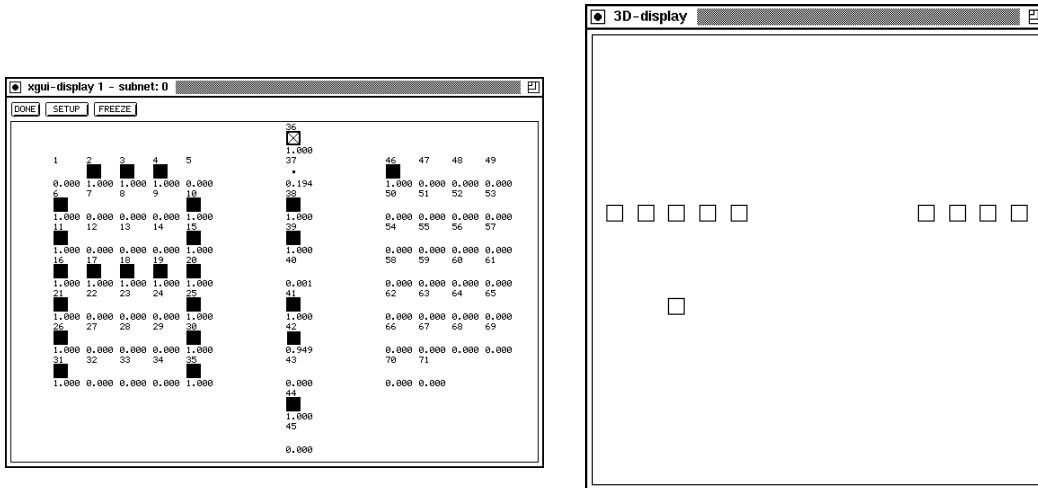 xgui-display 1 - subnet: 0
DONE SETUP FREEZE
36
1.000
1 2 3 4 5 37 46 47 48 49
0.000 1.000 1.000 1.000 0.000 0.194 1.000 0.000 0.000 0.000
6 7 8 9 10 38 50 51 52 53
1.000 0.000 0.000 0.000 1.000 1.000 0.000 0.000 0.000 0.000
11 12 13 14 15 39 54 55 56 57
1.000 0.000 0.000 0.000 1.000 1.000 0.000 0.000 0.000 0.000
16 17 18 19 20 40 58 59 60 61
1.000 1.000 1.000 1.000 1.000 0.001 0.000 0.000 0.000 0.000
21 22 23 24 25 41 62 63 64 65
1.000 0.000 0.000 0.000 1.000 1.000 0.000 0.000 0.000 0.000
26 27 28 29 30 42 66 67 68 69
1.000 0.000 0.000 0.000 1.000 0.949 0.000 0.000 0.000 0.000
31 32 33 34 35 43 70 71
1.000 0.000 0.000 0.000 1.000 0.000 0.000 0.000
44
1.000
45
0.000
3D-display